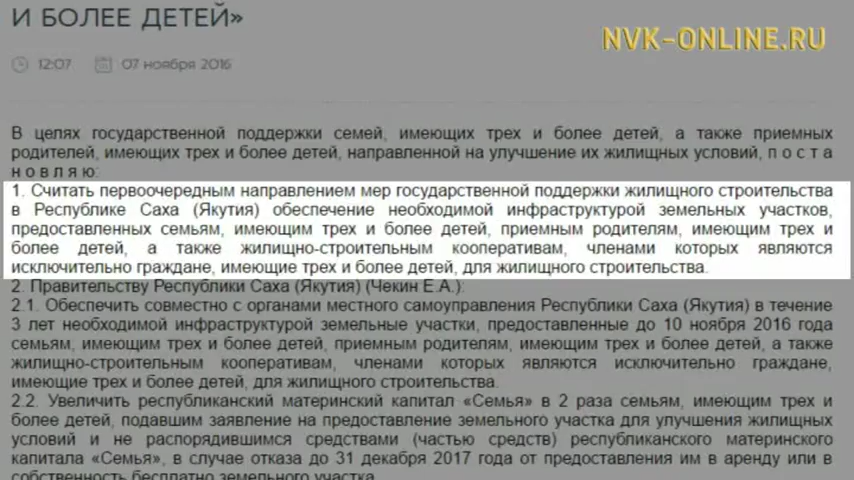 И БОЛЕЕ ДЕТЕЙ»
NVK-ONLINE.RU
12:07 07 ноября 2016
В целях государственной поддержки семей, имеющих трех и более детей, а также приемных
родителей, имеющих трех и более детей, направленной на улучшение их жилищных условий, п о с т а
н о в л я ю:
1. Считать первоочередным направлением мер государственной поддержки жилищного строительства
в Республике Саха (Якутия) обеспечение необходимой инфраструктурой земельных участков,
предоставленных семьям, имеющим трех и более детей, приемным родителям, имеющим трех и
более детей, а также жилищно-строительным кооперативам, членами которых являются
исключительно граждане, имеющие трех и более детей, для жилищного строительства.
2. Правительству Республики Саха (Якутия) (Чекин Е.А.):
2.1. Обеспечить совместно с органами местного самоуправления Республики Саха (Якутия) в течение
3 лет необходимой инфраструктурой земельные участки, предоставленные до 10 ноября 2016 года
семьям, имеющим трех и более детей, приемным родителям, имеющим трех и более детей, а также
жилищно-строительным кооперативам, членами которых являются исключительно граждане,
имеющие трех и более детей, для жилищного строительства.
2.2. Увеличить республиканский материнский капитал «Семья» в 2 раза семьям, имеющим трех и
более детей, подавшим заявление на предоставление земельного участка для улучшения жилищных
условий и не распорядившимся средствами (частью средств) республиканского материнского
капитала «Семья», в случае отказа до 31 декабря 2017 года от предоставления им в аренду или в
собственность бесплатно земельного участка